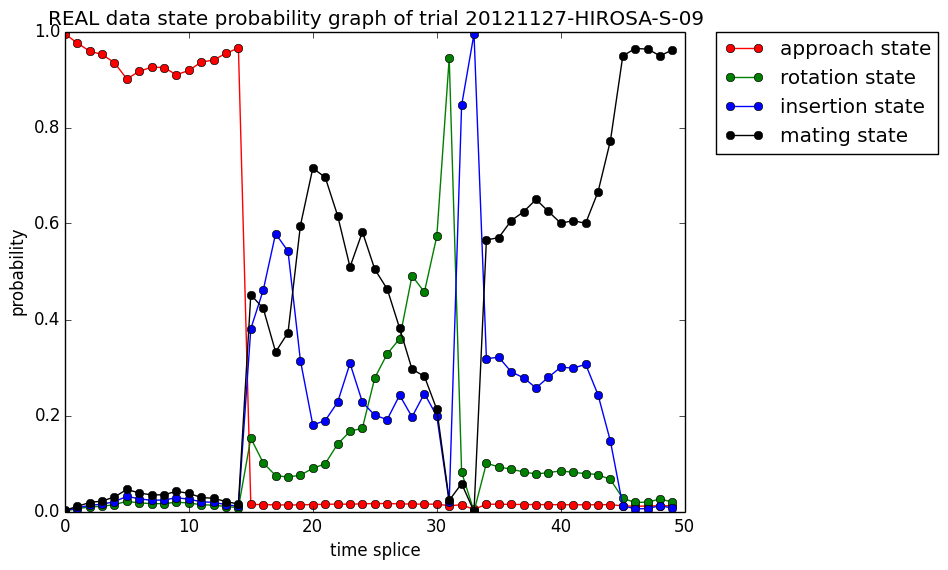 REAL data state probability graph of trial 20121127-HIROSA-S-09
1.0
0.8
0.6
0.4
0.2
0.0
probability
0 10 20 30 40 50
time splice
approach state
rotation state
insertion state
mating state